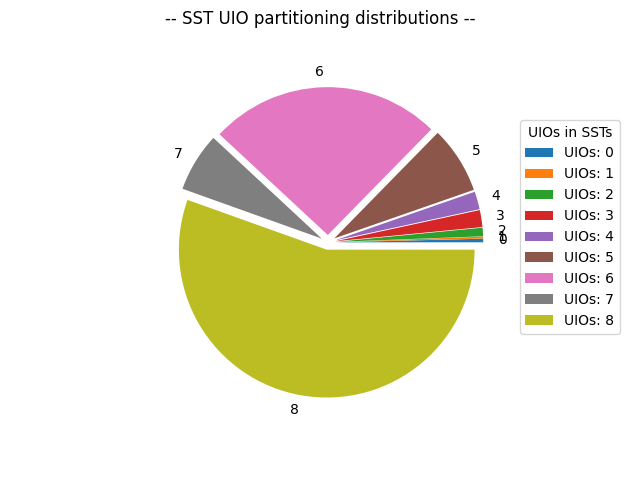 -- SST UIO partitioning distributions --
6
7
5
4
3
2
1
0
8
UIOs in SSTs
UIOs: 0
UIOs: 1
UIOs: 2
UIOs: 3
UIOs: 4
UIOs: 5
UIOs: 6
UIOs: 7
UIOs: 8